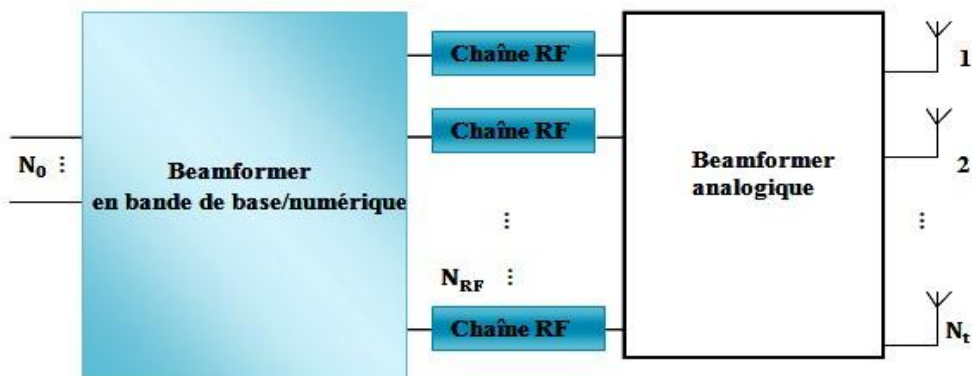 Chaîne RF
1
Chaîne RF
N₀ ⋮
Beamformer
en bande de base/numérique
Beamformer
analogique
2
⋮
⋮
N_RF ⋮
Chaîne RF
N_t